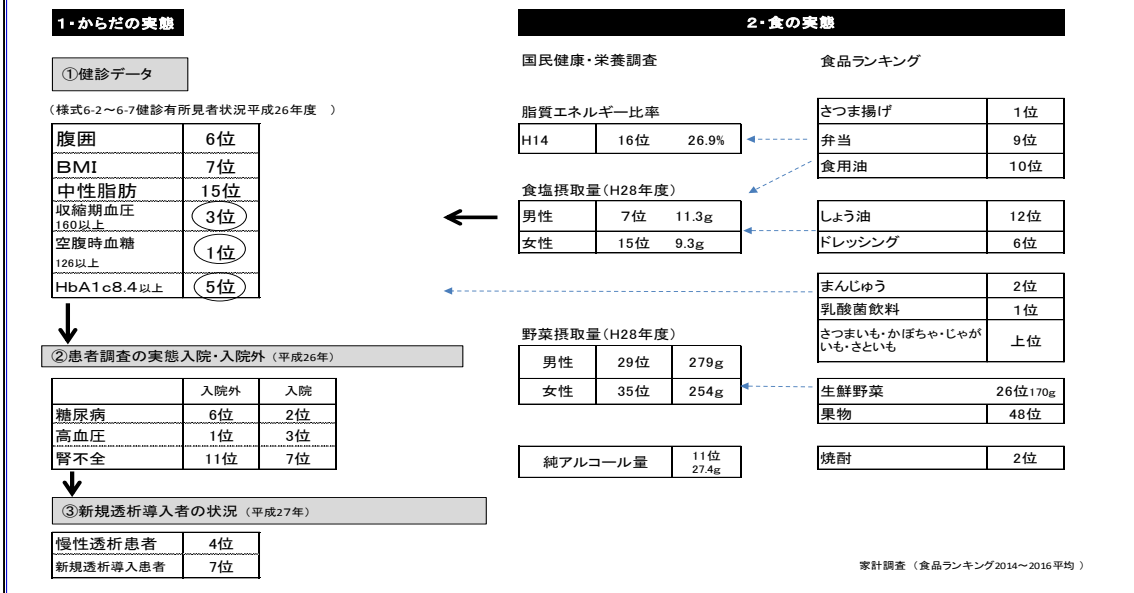 1・からだの実態
①健診データ
（様式6-2～6-7健診有所見者状況平成26年度　）
腹囲 6位
BMI 7位
中性脂肪 15位
収縮期血圧
160以上 3位
空腹時血糖
126以上 1位
HbA1c8.4以上 5位
②患者調査の実態入院・入院外（平成26年）
入院外 入院
糖尿病 6位 2位
高血圧 1位 3位
腎不全 11位 7位
③新規透析導入者の状況（平成27年）
慢性透析患者 4位
新規透析導入患者 7位
2・食の実態
国民健康・栄養調査
脂質エネルギー比率
H14 16位 26.9%
食塩摂取量（H28年度）
男性 7位 11.3g
女性 15位 9.3g
野菜摂取量（H28年度）
男性 29位 279g
女性 35位 254g
純アルコール量 11位
27.4g
食品ランキング
さつま揚げ 1位
弁当 9位
食用油 10位
しょう油 12位
ドレッシング 6位
まんじゅう 2位
乳酸菌飲料 1位
さつまいも・かぼちゃ・じゃが
いも・さといも 上位
生鮮野菜 26位170g
果物 48位
焼酎 2位
家計調査（食品ランキング2014～2016平均 ）